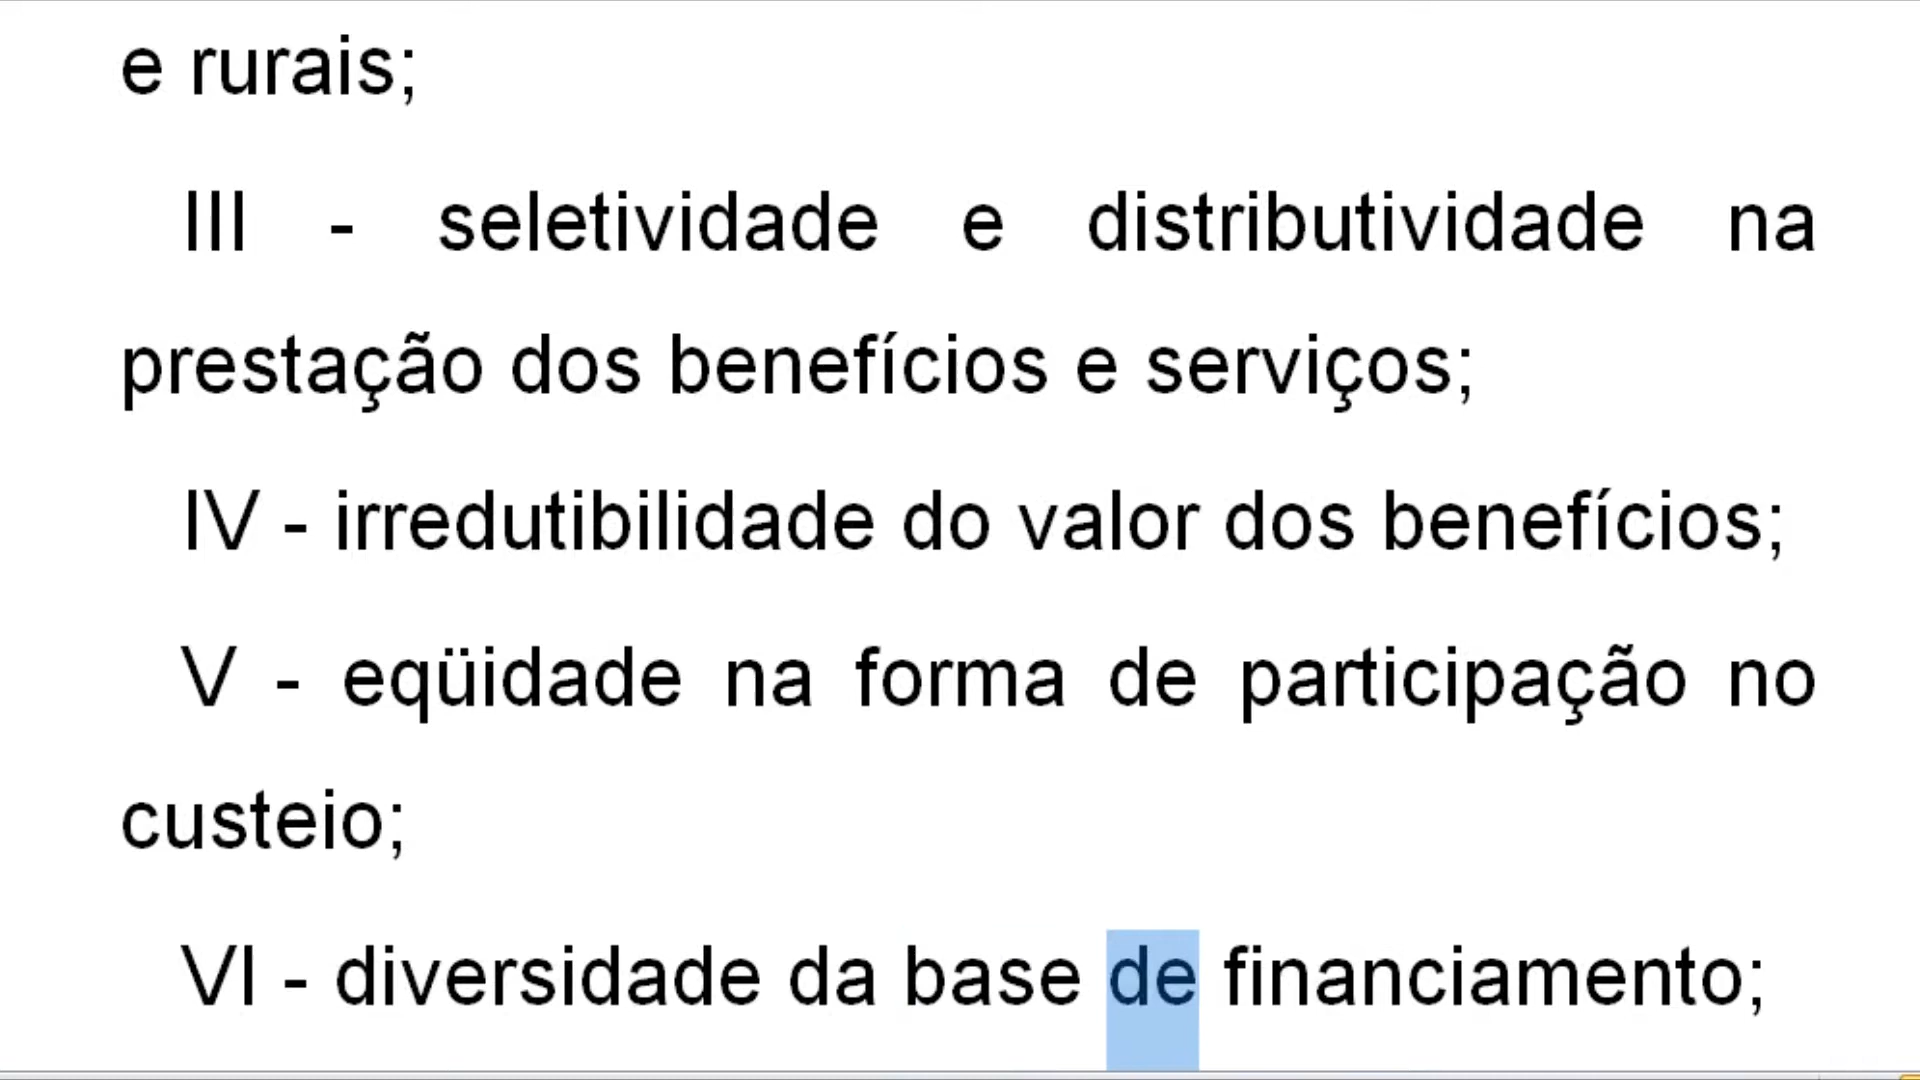 e rurais;
III - seletividade e distributividade na
prestação dos benefícios e serviços;
IV - irredutibilidade do valor dos benefícios;
V - eqüidade na forma de participação no
custeio;
VI - diversidade da base de financiamento;